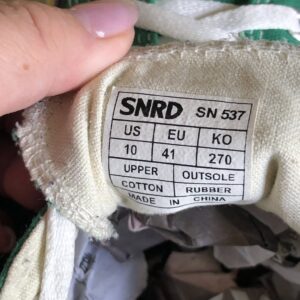 SNRD SN 537
US EU KO
10 41 270
UPPER OUTSOLE
COTTON RUBBER
MADE IN CHINA